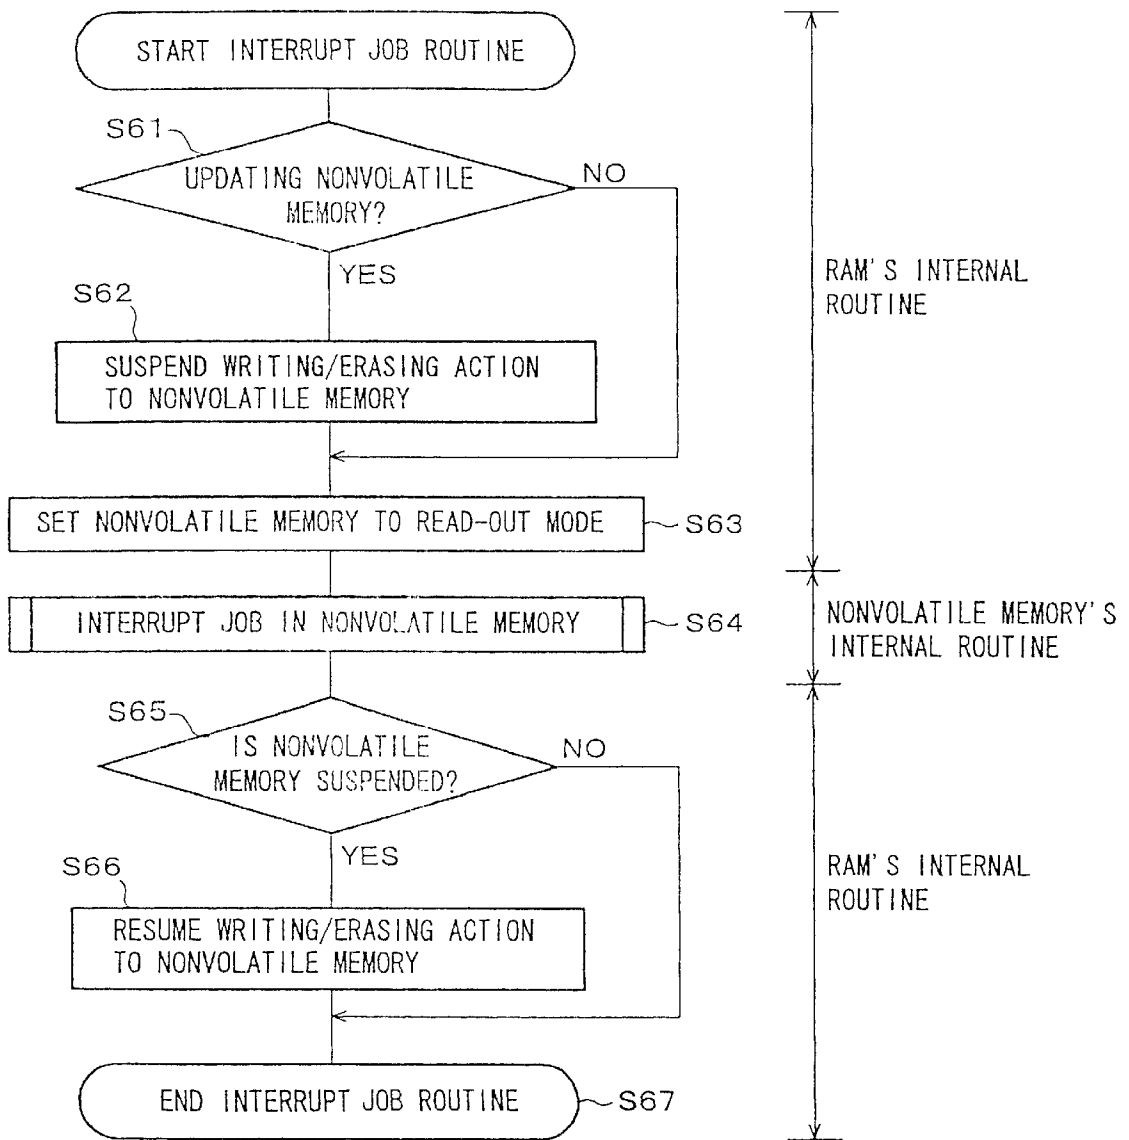 START INTERRUPT JOB ROUTINE
S61
UPDATING NONVOLATILE
MEMORY?
NO
YES
S62
SUSPEND WRITING/ERASING ACTION
TO NONVOLATILE MEMORY
RAM'S INTERNAL
ROUTINE
SET NONVOLATILE MEMORY TO READ-OUT MODE
S63
INTERRUPT JOB IN NONVOLATILE MEMORY
S64
NONVOLATILE MEMORY'S
INTERNAL ROUTINE
S65
IS NONVOLATILE
MEMORY SUSPENDED?
NO
YES
S66
RESUME WRITING/ERASING ACTION
TO NONVOLATILE MEMORY
RAM'S INTERNAL
ROUTINE
END INTERRUPT JOB ROUTINE
S67